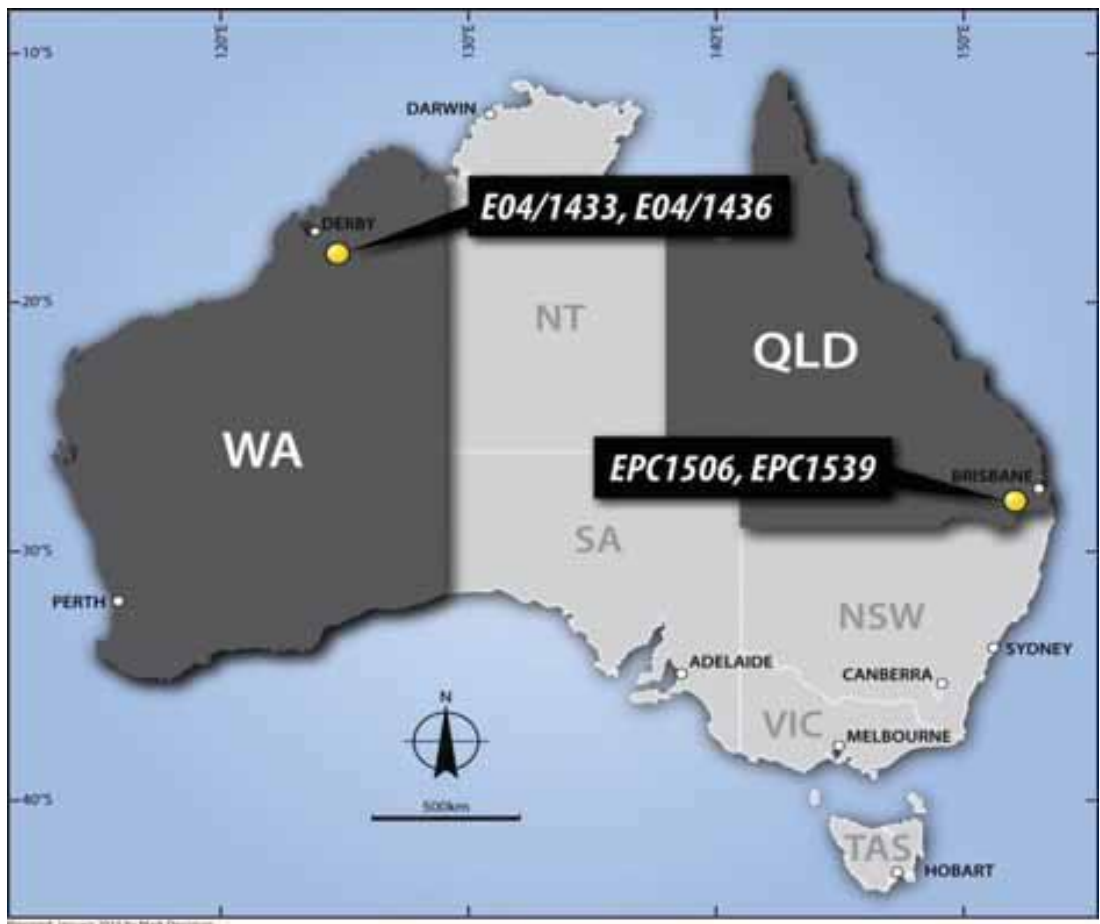 120°E
130°E
140°E
150°E
10°S
DARWIN
E04/1433, E04/1436
DERBY
20°S
NT
QLD
WA
EPC1506, EPC1539
BRISBANE
SA
30°S
PERTH
NSW
SYDNEY
ADELAIDE
CANBERRA
N
VIC
MELBOURNE
500km
40°S
TAS
HOBART